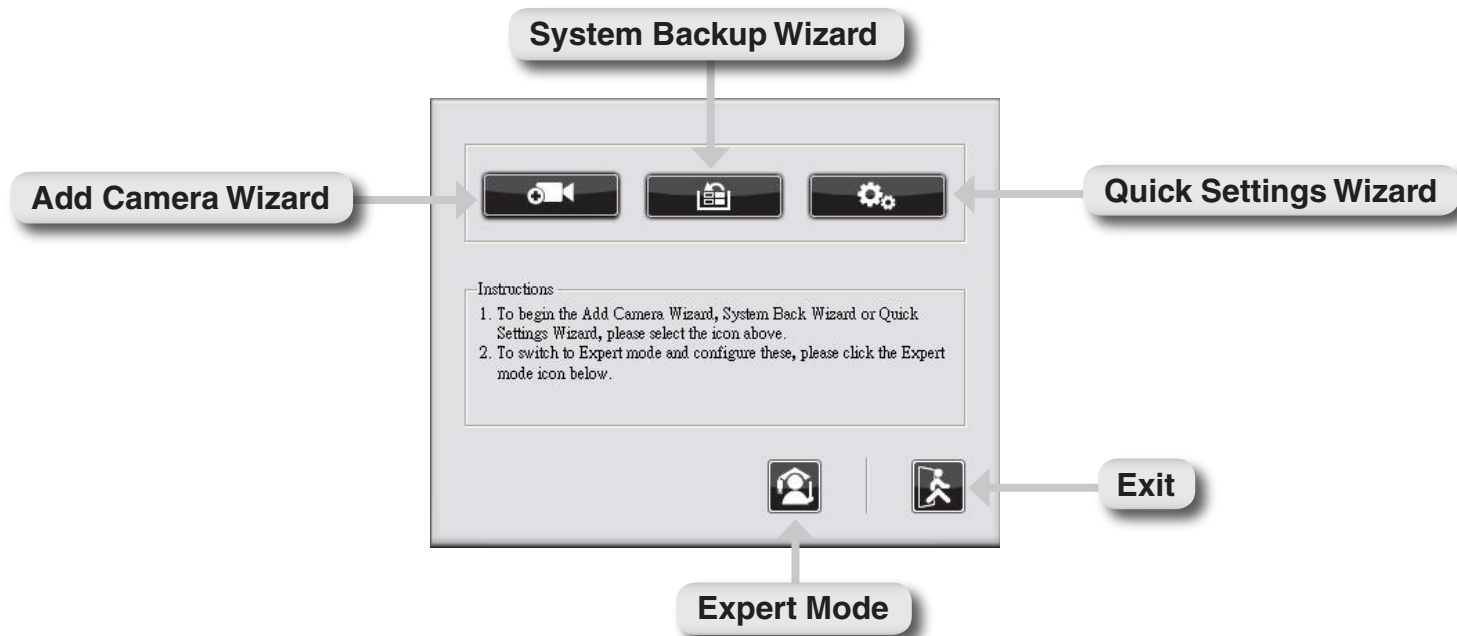 System Backup Wizard
Add Camera Wizard
Quick Settings Wizard
Instructions
1. To begin the Add Camera Wizard, System Back Wizard or Quick
Settings Wizard, please select the icon above.
2. To switch to Expert mode and configure these, please click the Expert
mode icon below.
Exit
Expert Mode